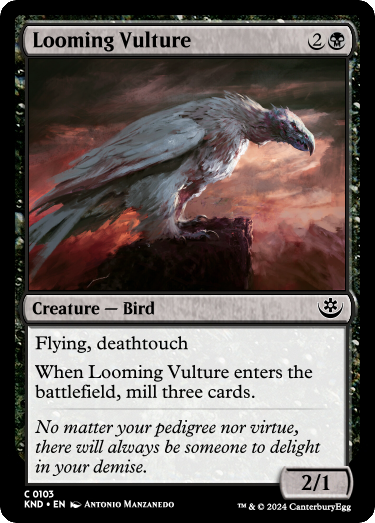 Looming Vulture 2
Creature — Bird
Flying, deathtouch
When Looming Vulture enters the
battlefield, mill three cards.
No matter your pedigree nor virtue,
there will always be someone to delight
in your demise.
2/1
C 0103
KND • EN Antonio Manzanedo
™ & © 2024 CanterburyEgg